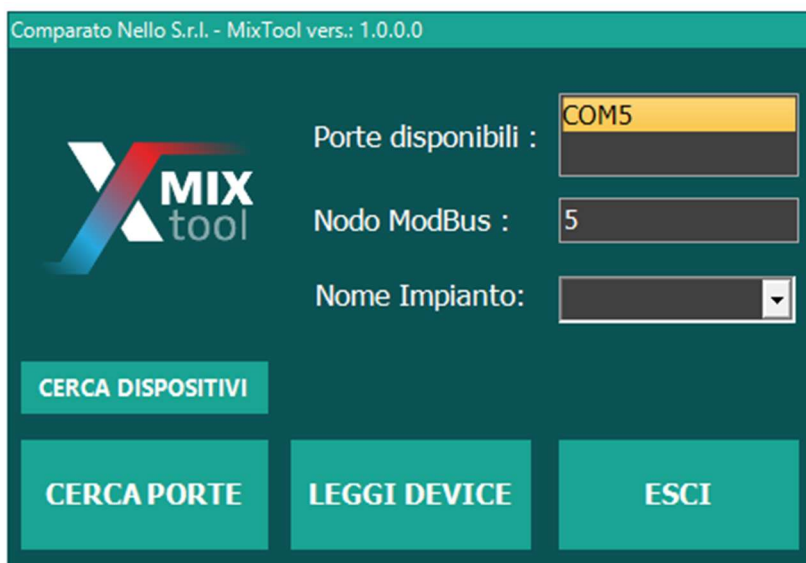 Comparato Nello S.r.l. - MixTool vers.: 1.0.0.0
MIX
tool
Porte disponibili :
COM5
Nodo ModBus :
5
Nome Impianto:
CERCA DISPOSITIVI
CERCA PORTE
LEGGI DEVICE
ESCI